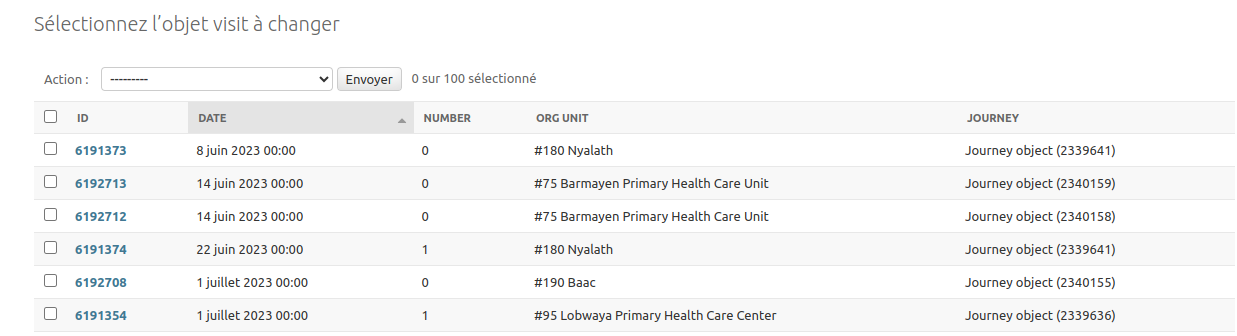 Sélectionnez l'objet visit à changer
Action : --------- Envoyer 0 sur 100 sélectionné
ID DATE NUMBER ORG UNIT JOURNEY
6191373 8 juin 2023 00:00 0 #180 Nyalath Journey object (2339641)
6192713 14 juin 2023 00:00 0 #75 Barmayen Primary Health Care Unit Journey object (2340159)
6192712 14 juin 2023 00:00 0 #75 Barmayen Primary Health Care Unit Journey object (2340158)
6191374 22 juin 2023 00:00 1 #180 Nyalath Journey object (2339641)
6192708 1 juillet 2023 00:00 0 #190 Baac Journey object (2340155)
6191354 1 juillet 2023 00:00 1 #95 Lobwaya Primary Health Care Center Journey object (2339636)